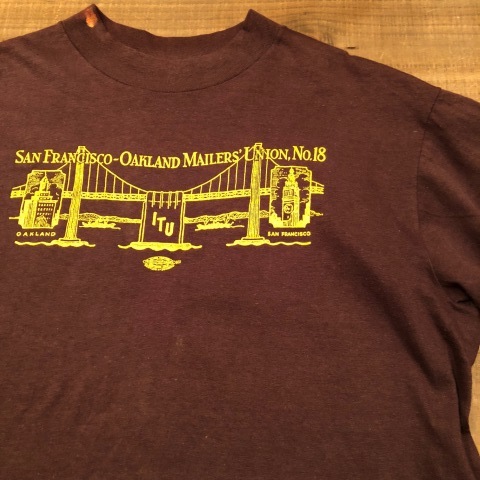 SAN FRANCISCO-OAKLAND MAILERS' UNION, NO.18
ITU
OAKLAND
SAN FRANCISCO